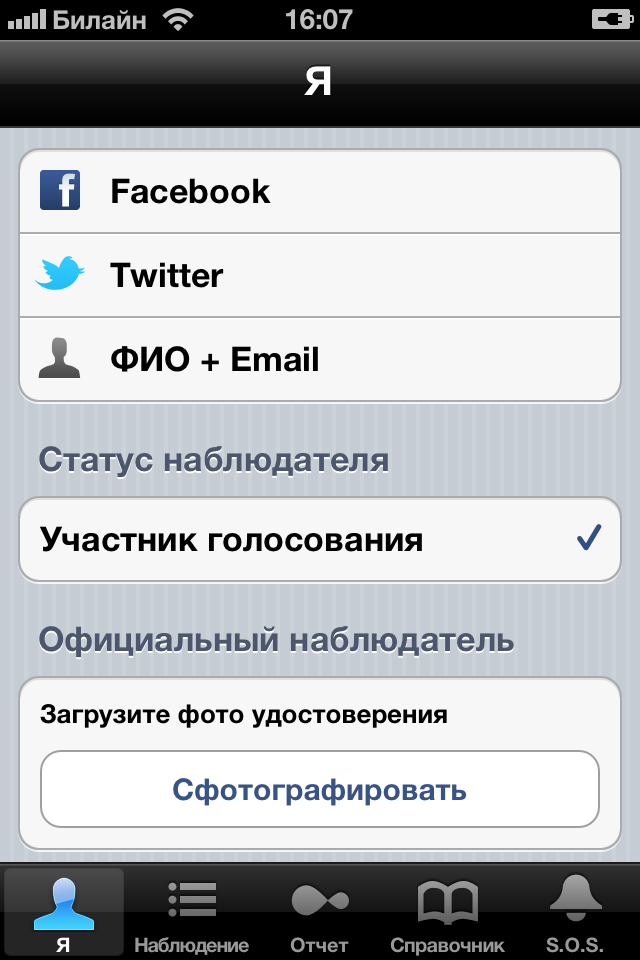 Билайн 16:07
Я
Facebook
Twitter
ФИО + Email
Статус наблюдателя
Участник голосования
Официальный наблюдатель
Загрузите фото удостоверения
Сфотографировать
Я Наблюдение Отчет Справочник S.O.S.